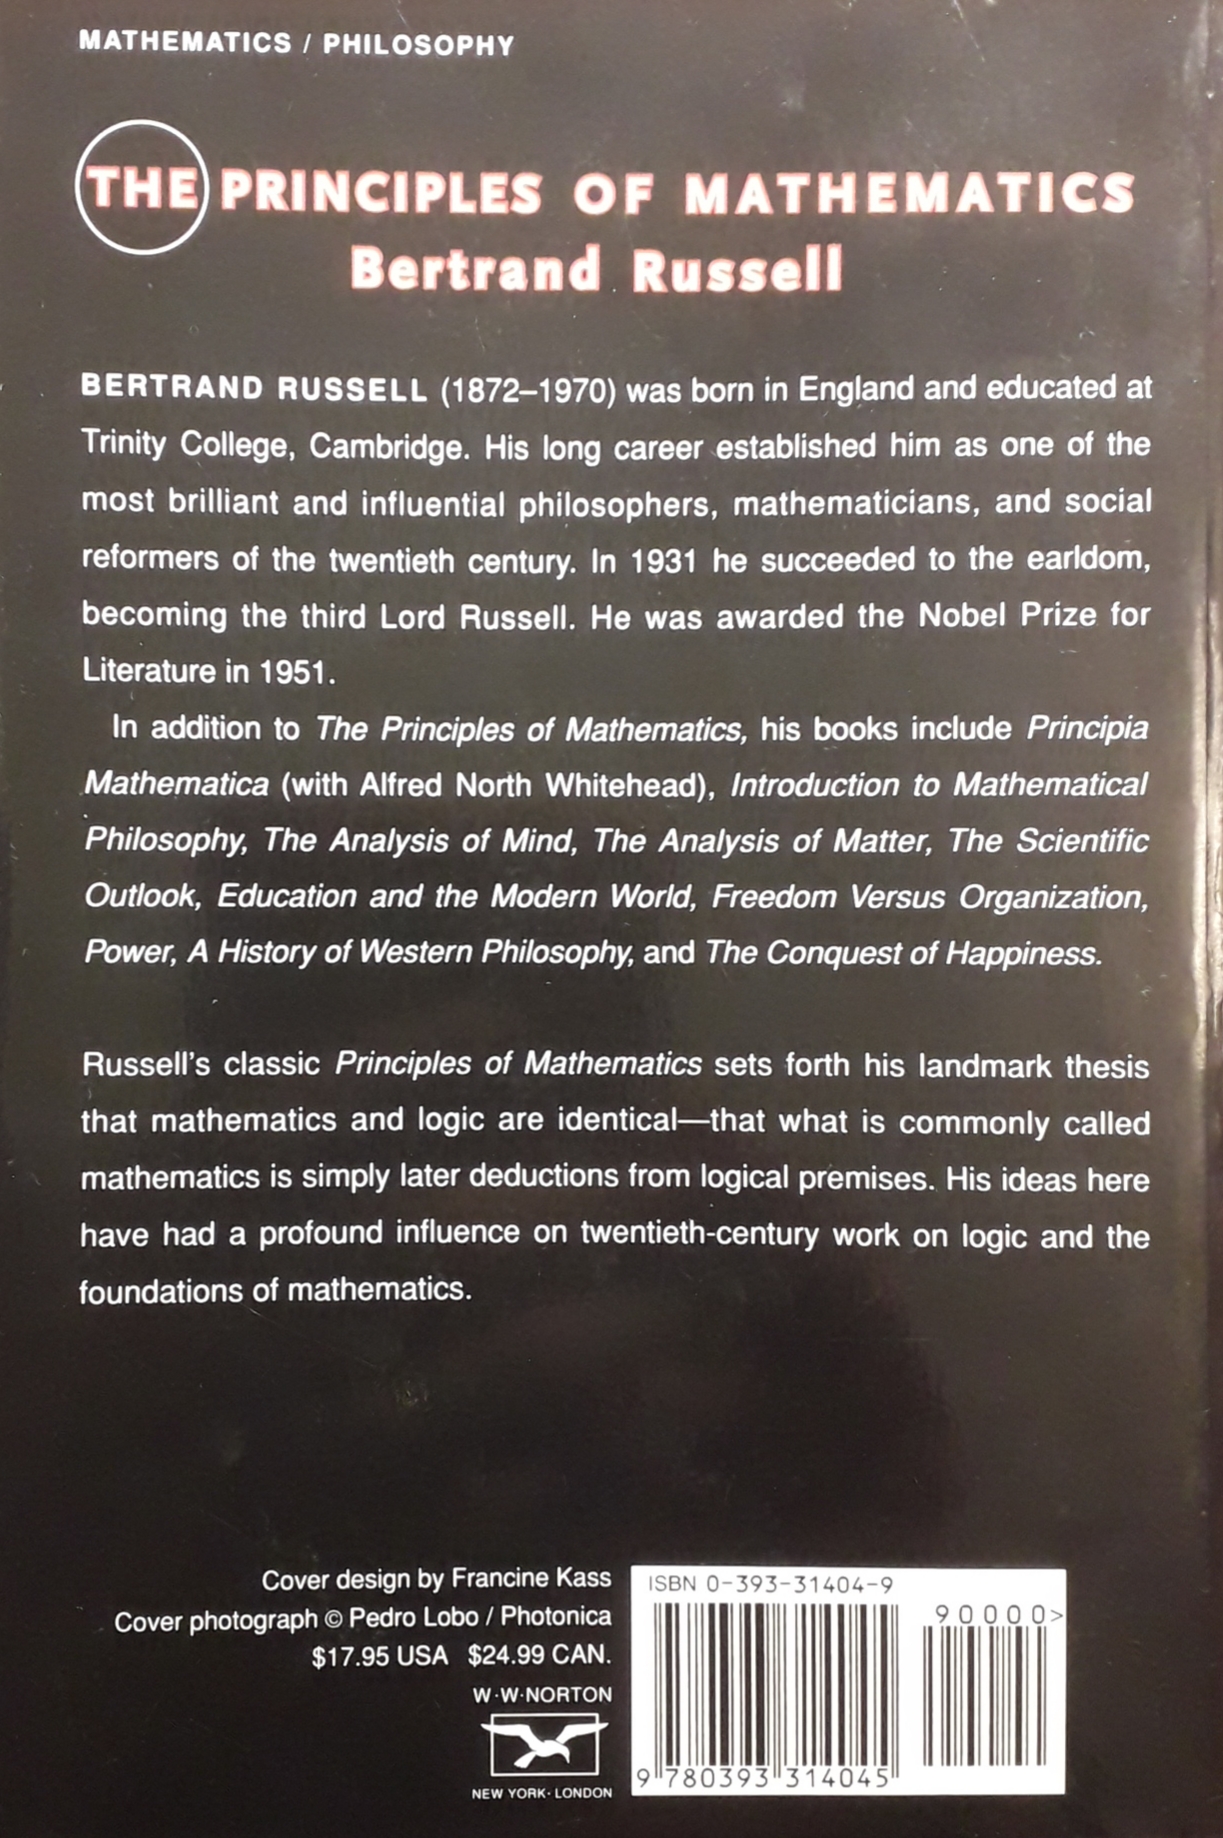 MATHEMATICS / PHILOSOPHY
THE PRINCIPLES OF MATHEMATICS
Bertrand Russell
BERTRAND RUSSELL (1872–1970) was born in England and educated at
Trinity College, Cambridge. His long career established him as one of the
most brilliant and influential philosophers, mathematicians, and social
reformers of the twentieth century. In 1931 he succeeded to the earldom,
becoming the third Lord Russell. He was awarded the Nobel Prize for
Literature in 1951.
In addition to The Principles of Mathematics, his books include Principia
Mathematica (with Alfred North Whitehead), Introduction to Mathematical
Philosophy, The Analysis of Mind, The Analysis of Matter, The Scientific
Outlook, Education and the Modern World, Freedom Versus Organization,
Power, A History of Western Philosophy, and The Conquest of Happiness.
Russell's classic Principles of Mathematics sets forth his landmark thesis
that mathematics and logic are identical—that what is commonly called
mathematics is simply later deductions from logical premises. His ideas here
have had a profound influence on twentieth-century work on logic and the
foundations of mathematics.
Cover design by Francine Kass
Cover photograph © Pedro Lobo / Photonica
$17.95 USA $24.99 CAN.
W·W·NORTON
NEW YORK · LONDON
ISBN 0-393-31404-9
90000>
9 780393 314045